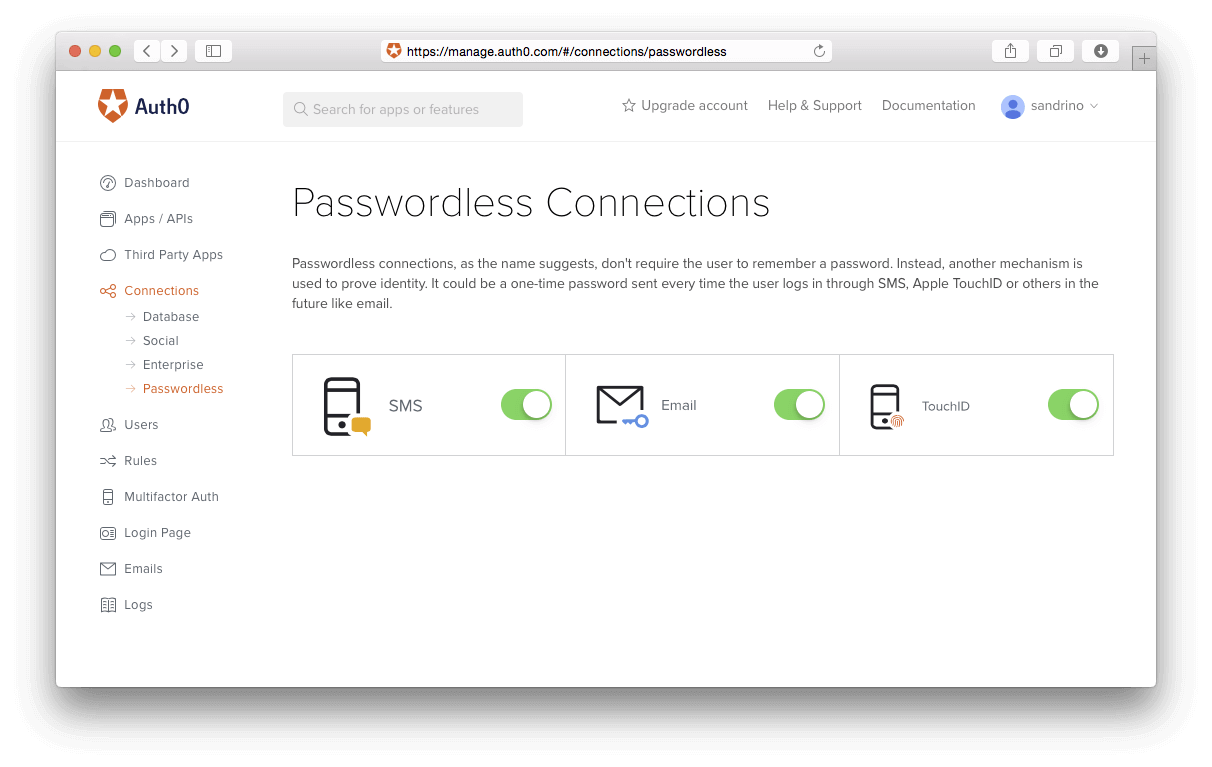 https://manage.auth0.com/#/connections/passwordless
Auth0
Search for apps or features
Upgrade account
Help & Support
Documentation
sandrino
Dashboard
Apps / APIs
Third Party Apps
Connections
Database
Social
Enterprise
Passwordless
Users
Rules
Multifactor Auth
Login Page
Emails
Logs
Passwordless Connections
Passwordless connections, as the name suggests, don't require the user to remember a password. Instead, another mechanism is
used to prove identity. It could be a one-time password sent every time the user logs in through SMS, Apple TouchID or others in the
future like email.
SMS
Email
TouchID